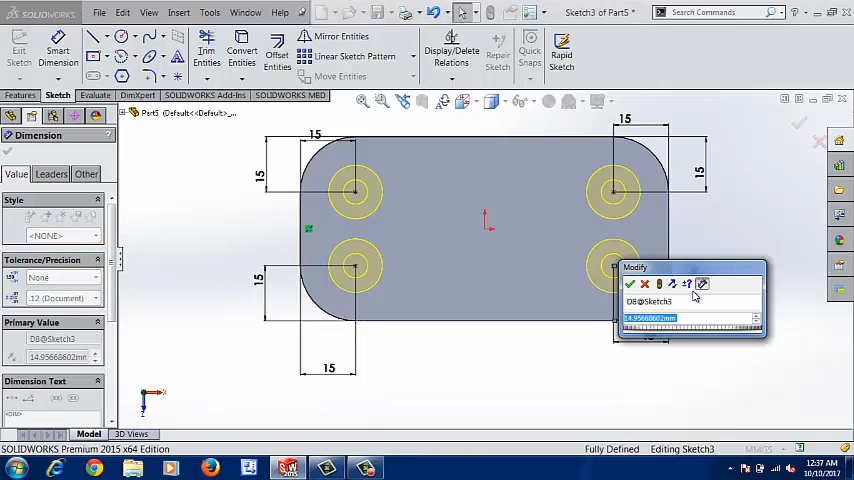 SOLIDWORKS
File Edit View Insert Tools Window Help
Sketch3 of Part5 *
Search Commands
Exit Sketch
Smart Dimension
Trim Entities
Convert Entities
Offset Entities
Mirror Entities
Linear Sketch Pattern
Move Entities
Display/Delete Relations
Repair Sketch
Quick Snaps
Rapid Sketch
Features Sketch Evaluate DimXpert SOLIDWORKS Add-Ins SOLIDWORKS MBD
Part5 (Default<<Default>_...
Dimension
Value Leaders Other
Style
<NONE>
Tolerance/Precision
None
.12 (Document)
Primary Value
D8@Sketch3
14.95668602mm
Dimension Text
<DIM>
15
15
15
15
15
15
Modify
D8@Sketch3
14.95668602mm
Model 3D Views
SOLIDWORKS Premium 2015 x64 Edition
Fully Defined
Editing Sketch3
MMGS
12:37 AM
10/10/2017